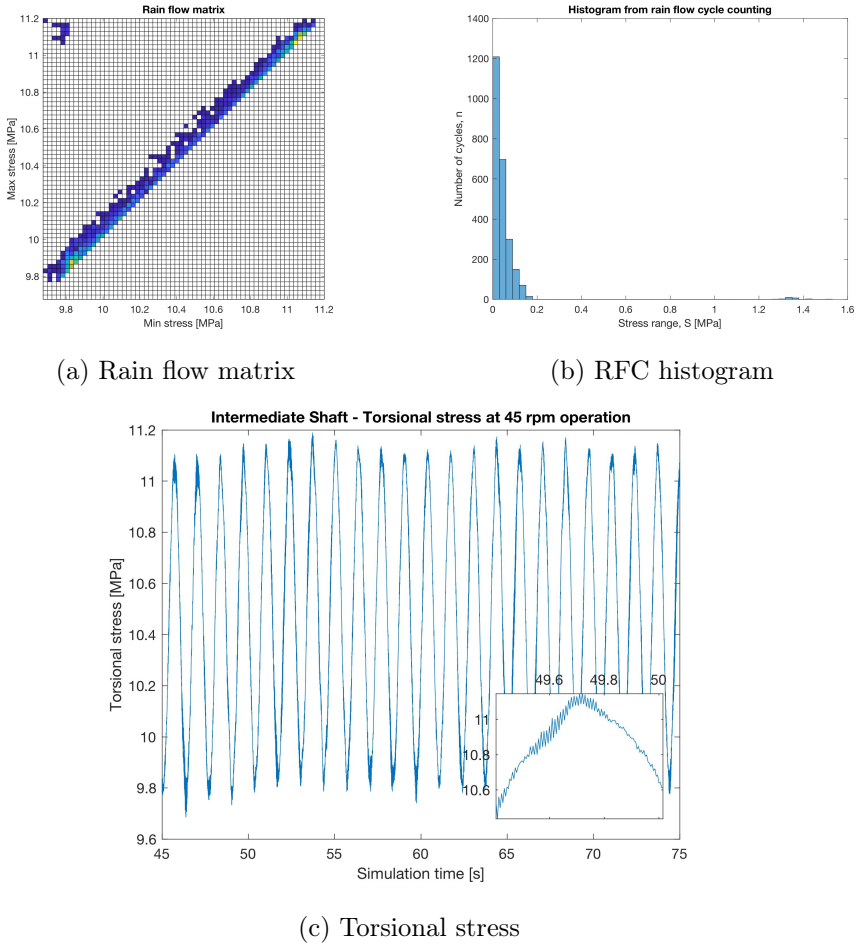 Rain flow matrix
11.2
11
10.8
10.6
10.4
10.2
10
9.8
Max stress [MPa]
9.8 10 10.2 10.4 10.6 10.8 11 11.2
Min stress [MPa]
(a) Rain flow matrix
Histogram from rain flow cycle counting
1400
1200
1000
800
600
400
200
0
Number of cycles, n
0 0.2 0.4 0.6 0.8 1 1.2 1.4 1.6
Stress range, S [MPa]
(b) RFC histogram
Intermediate Shaft - Torsional stress at 45 rpm operation
11.2
11
10.8
10.6
10.4
10.2
10
9.8
9.6
Torsional stress [MPa]
49.6 49.8 50
11
10.8
10.6
45 50 55 60 65 70 75
Simulation time [s]
(c) Torsional stress